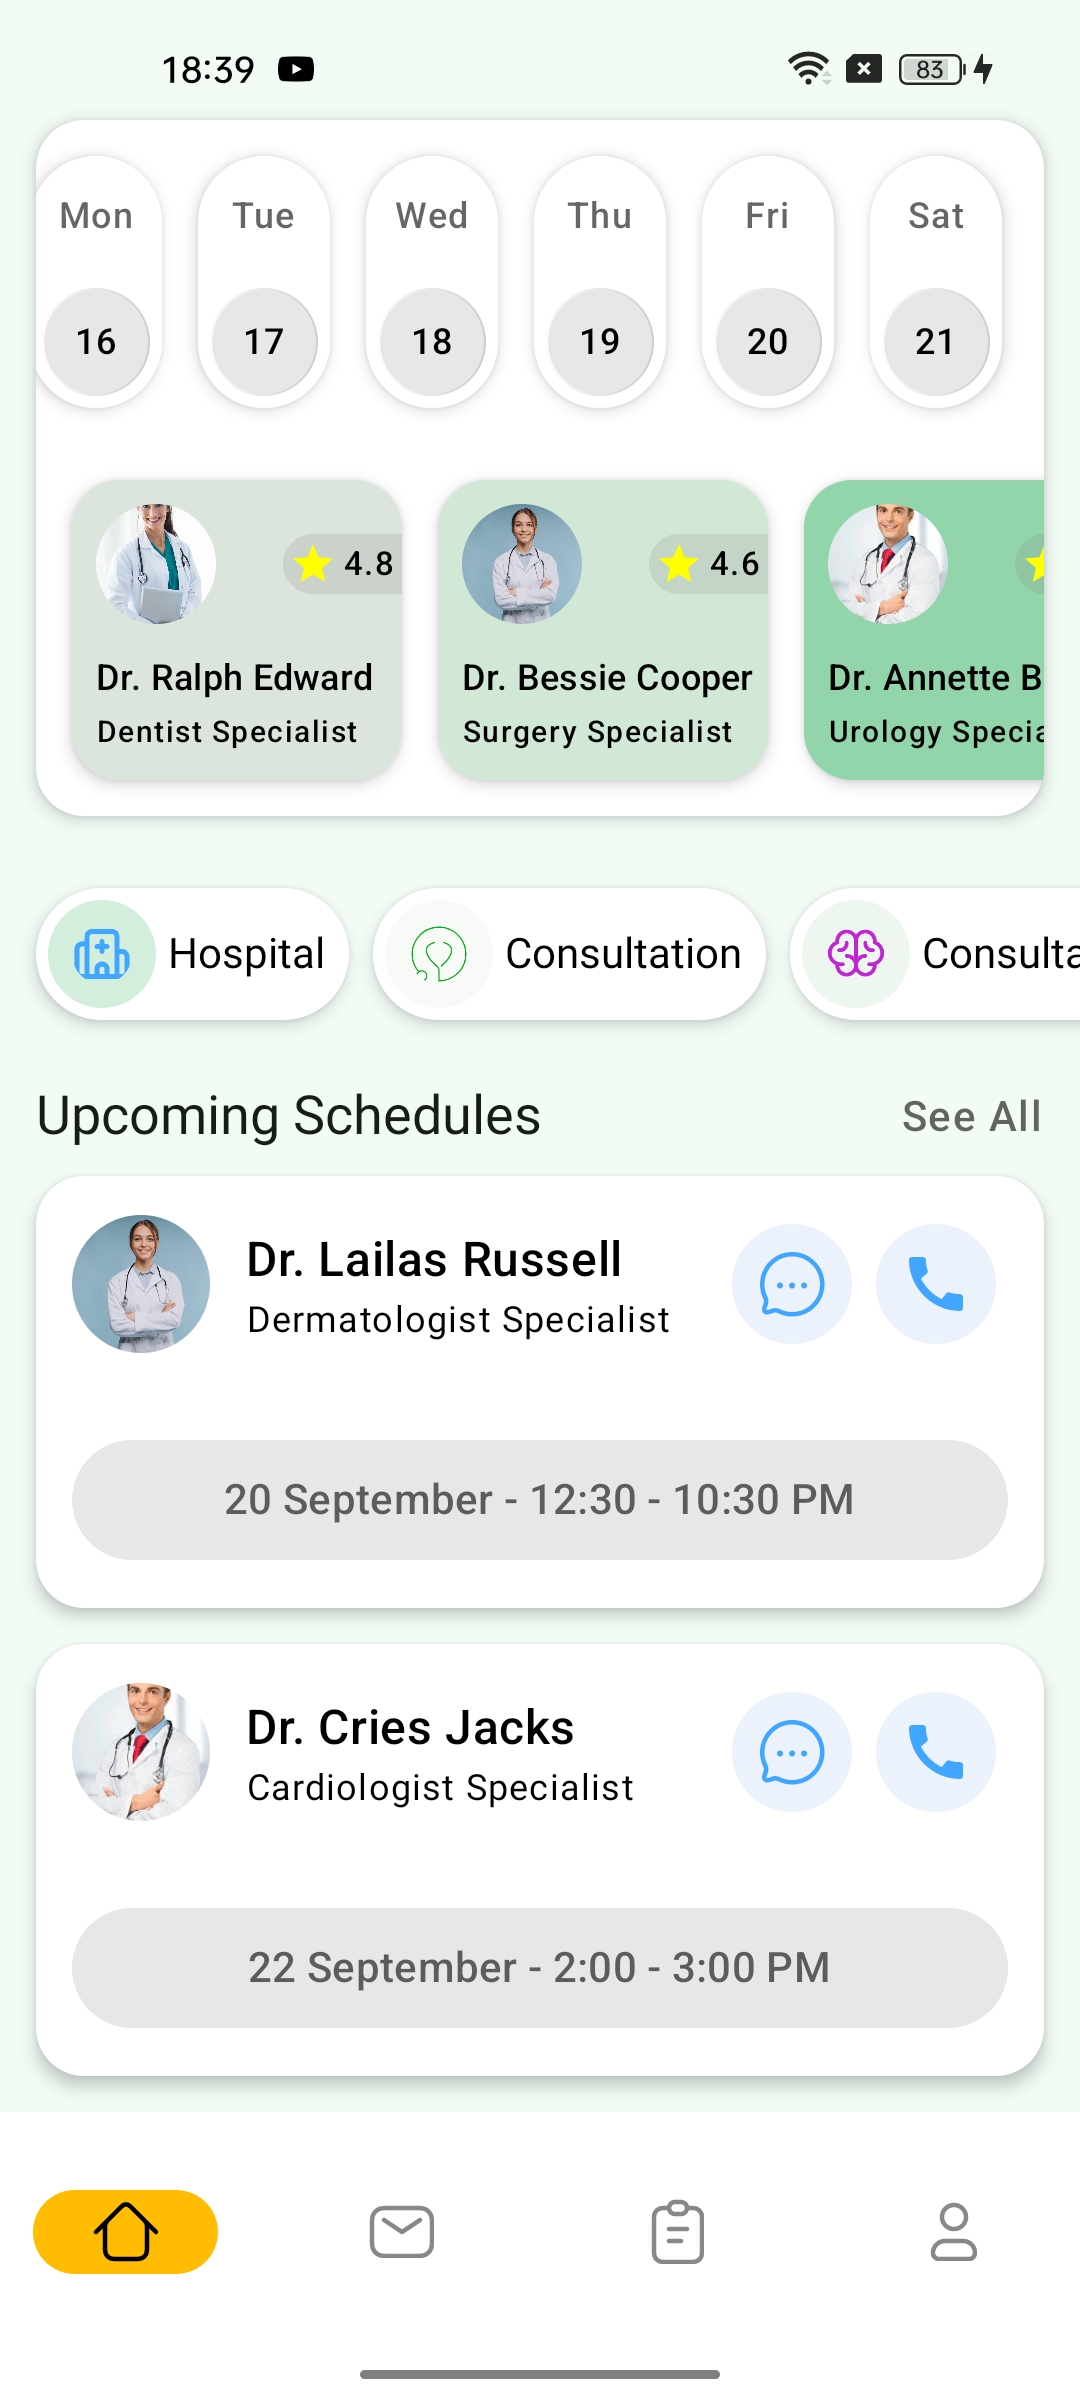 18:39
83
Mon Tue Wed Thu Fri Sat
16 17 18 19 20 21
4.8
Dr. Ralph Edward
Dentist Specialist
4.6
Dr. Bessie Cooper
Surgery Specialist
Dr. Annette B
Urology Specia
Hospital
Consultation
Consulta
Upcoming Schedules
See All
Dr. Lailas Russell
Dermatologist Specialist
20 September - 12:30 - 10:30 PM
Dr. Cries Jacks
Cardiologist Specialist
22 September - 2:00 - 3:00 PM